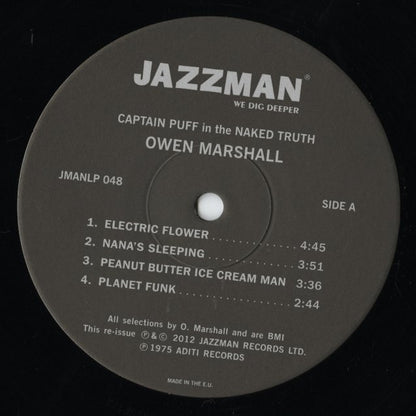 JAZZMAN®
WE DIG DEEPER
CAPTAIN PUFF in the NAKED TRUTH
OWEN MARSHALL
JMANLP 048
SIDE A
1. ELECTRIC FLOWER ............ 4:45
2. NANA'S SLEEPING .............. 3:51
3. PEANUT BUTTER ICE CREAM MAN 3:36
4. PLANET FUNK .................. 2:44
All selections by O. Marshall and are BMI
This re-issue ℗ & © 2012 JAZZMAN RECORDS LTD.
℗ 1975 ADITI RECORDS
MADE IN THE E.U.